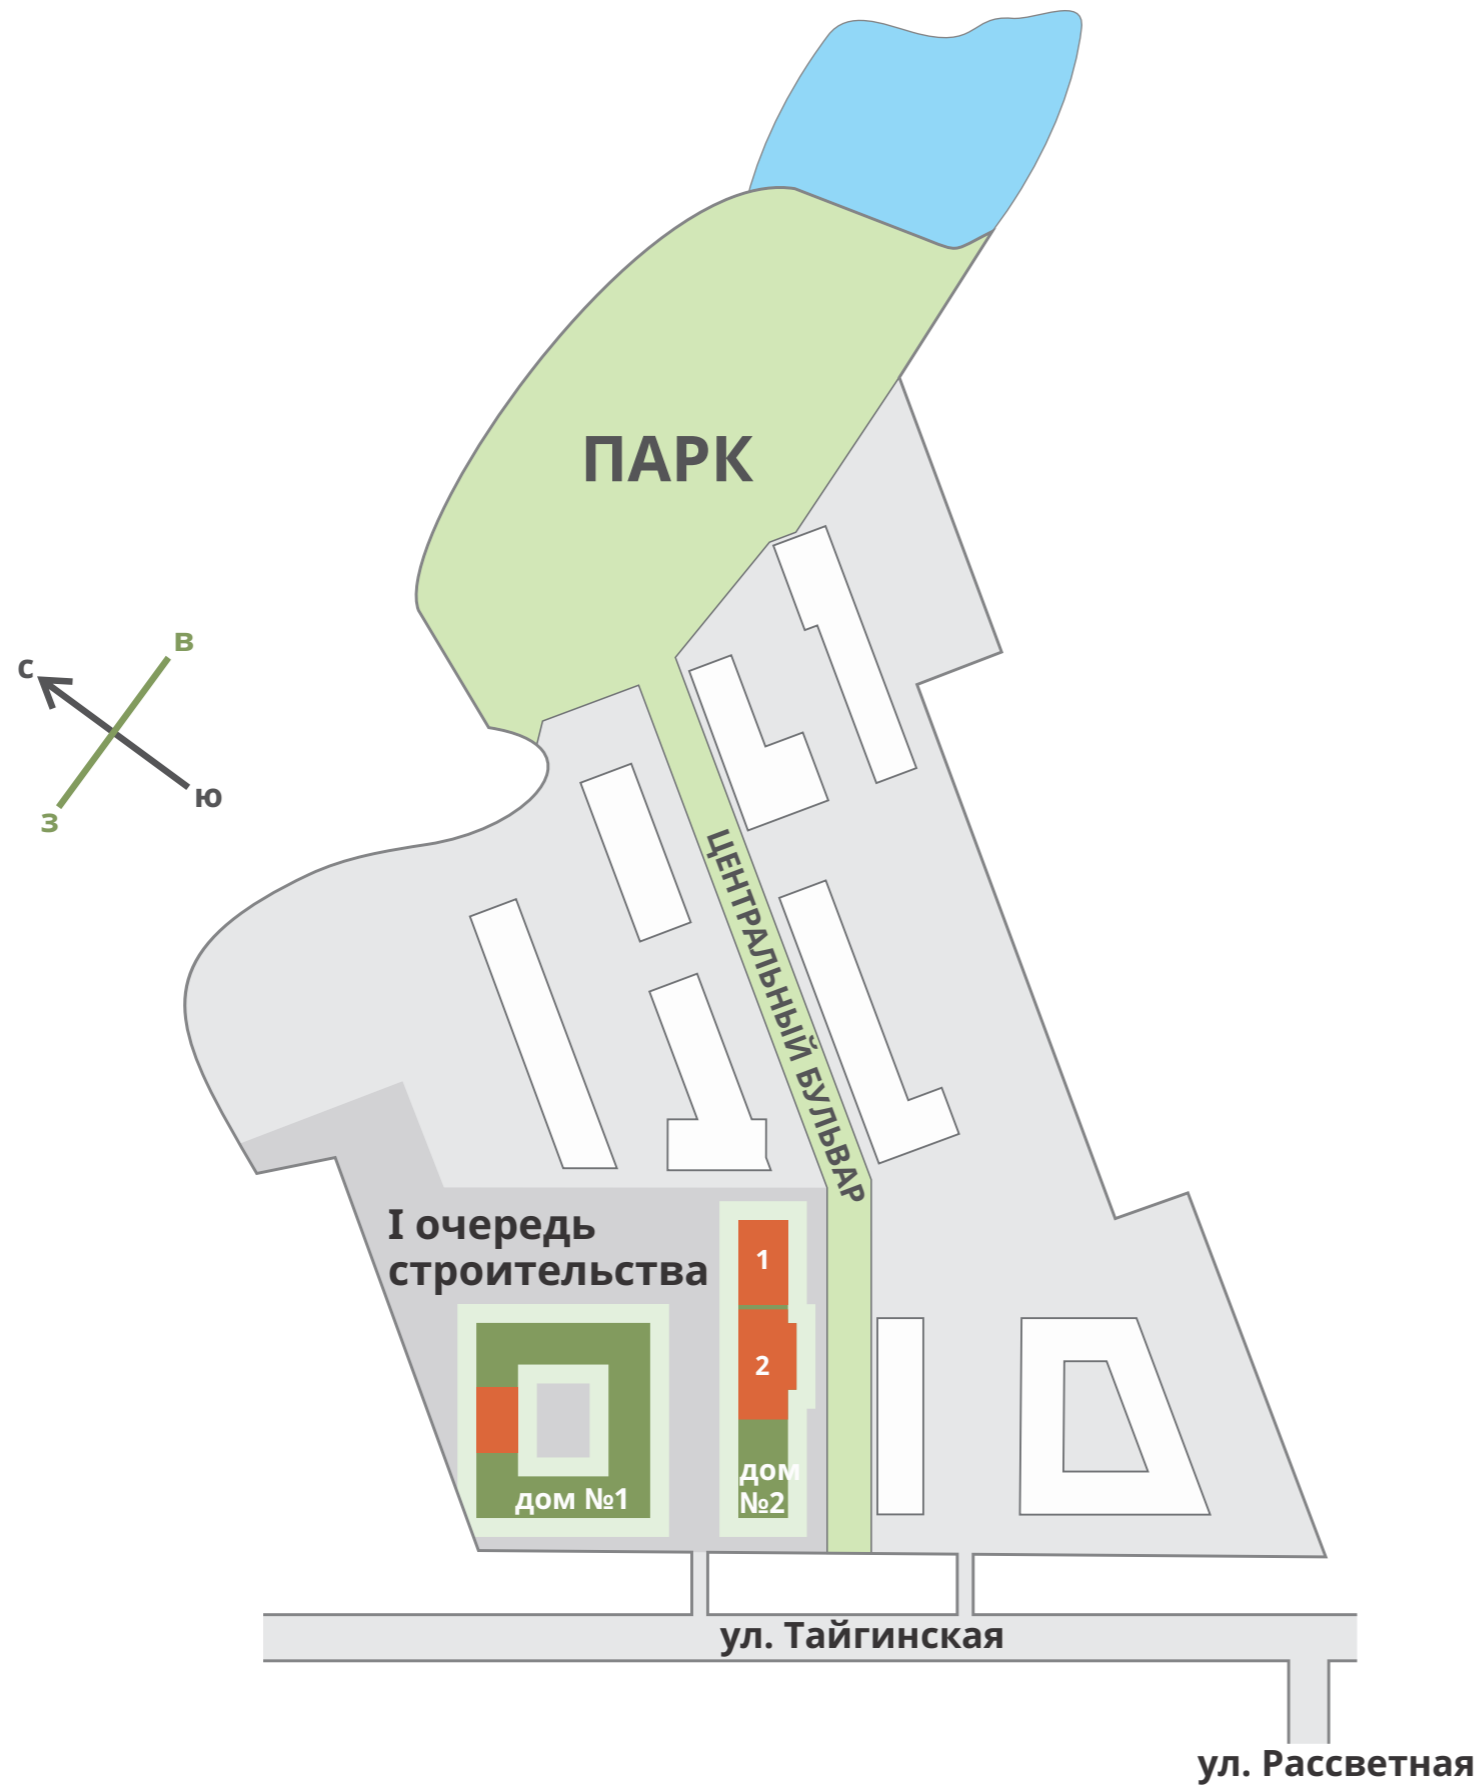 ПАРК
в
с
ю
з
ЦЕНТРАЛЬНЫЙ БУЛЬВАР
I очередь
строительства
1
2
дом №1
дом
№2
ул. Тайгинская
ул. Рассветная